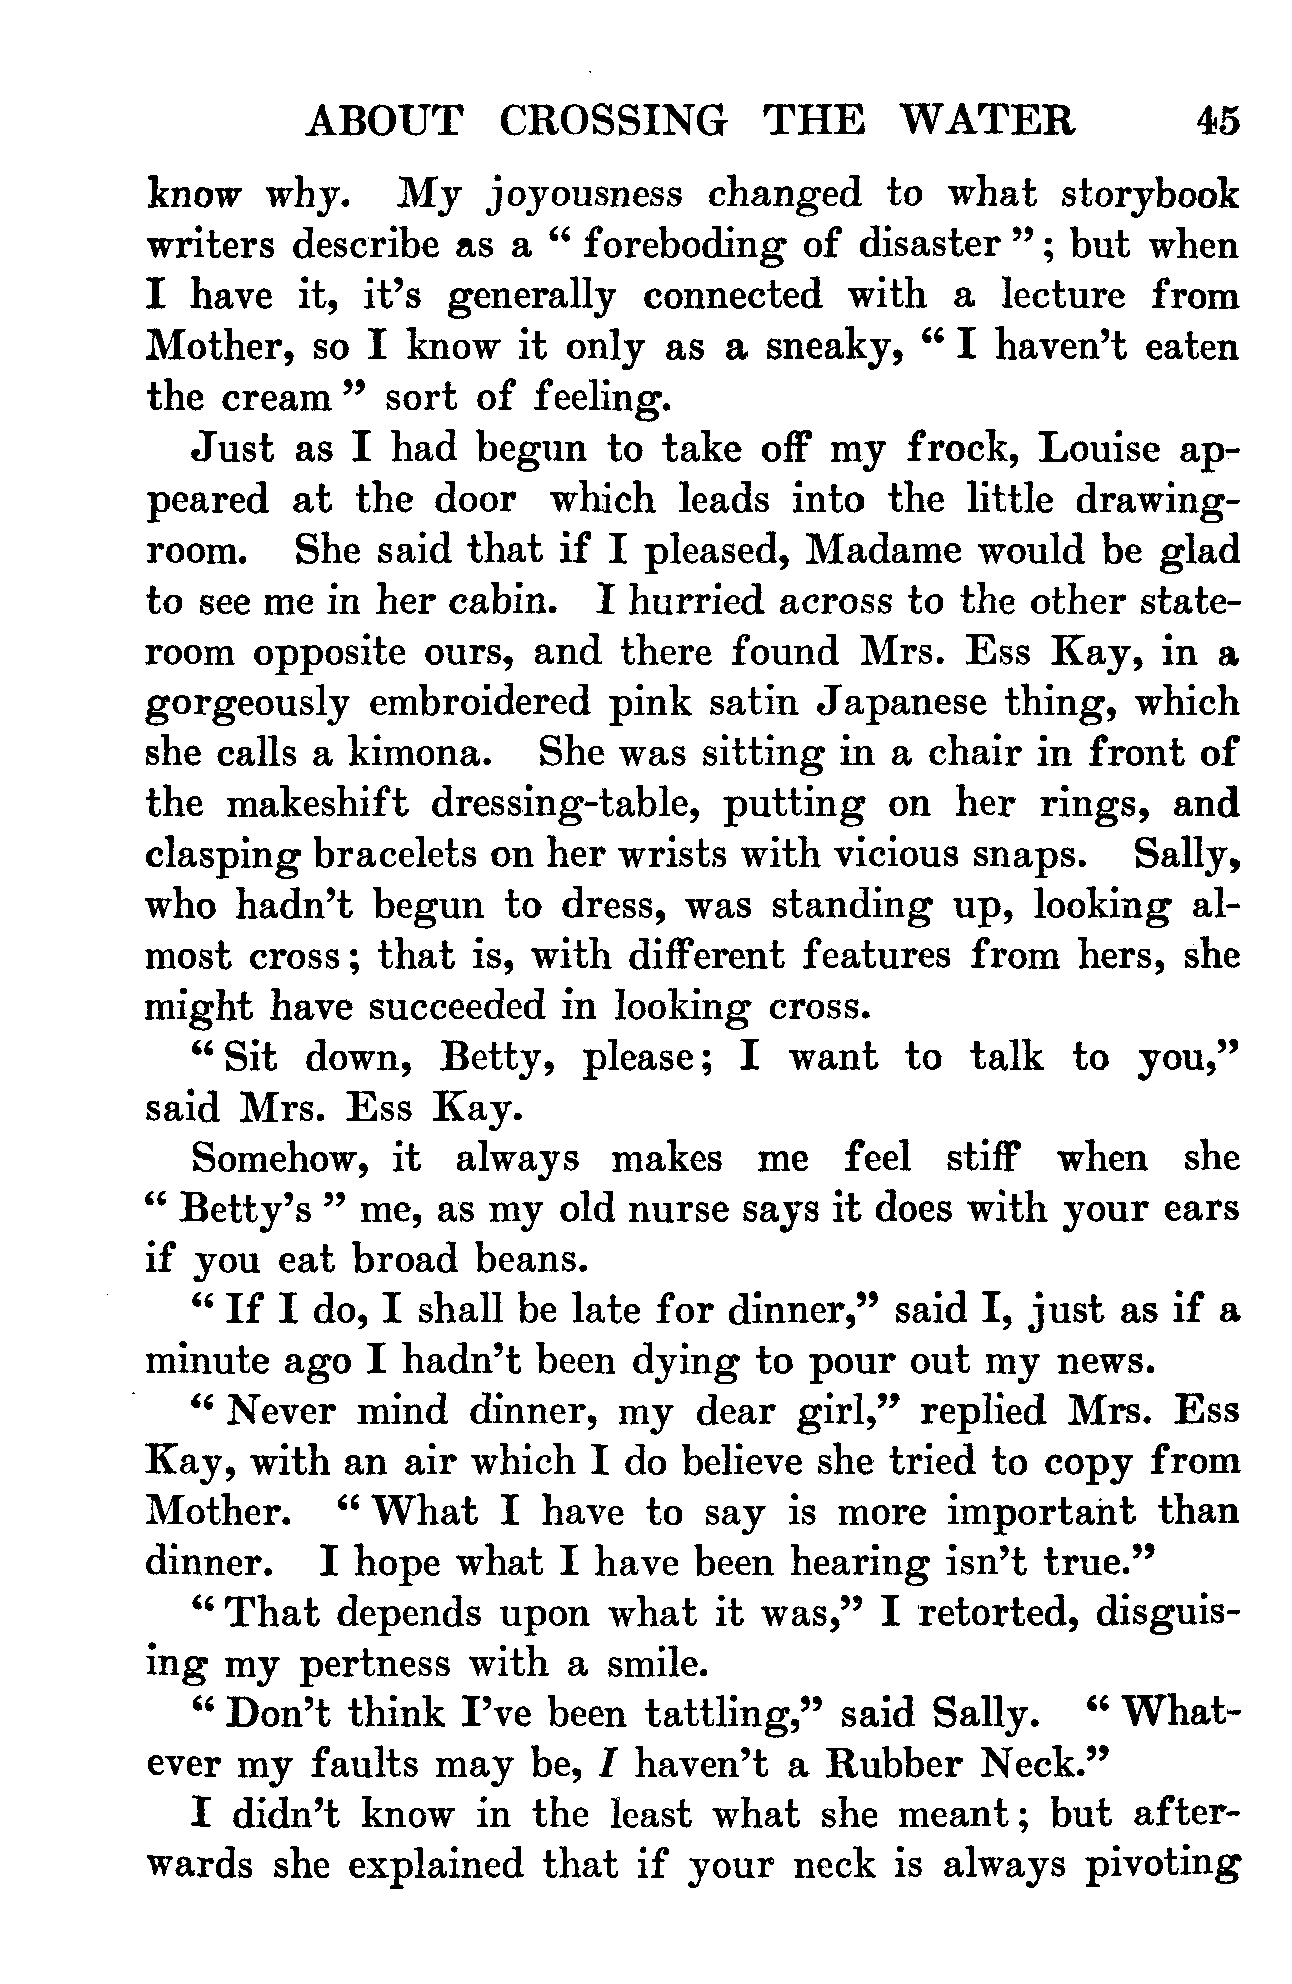 ABOUT CROSSING THE WATER 45
know why. My joyousness changed to what storybook
writers describe as a “ foreboding of disaster ” ; but when
I have it, it’s generally connected with a lecture from
Mother, so I know it only as a sneaky, “ I haven’t eaten
the cream ” sort of feeling.
Just as I had begun to take off my frock, Louise ap-
peared at the door which leads into the little drawing-
room. She said that if I pleased, Madame would be glad
to see me in her cabin. I hurried across to the other state-
room opposite ours, and there found Mrs. Ess Kay, in a
gorgeously embroidered pink satin Japanese thing, which
she calls a kimona. She was sitting in a chair in front of
the makeshift dressing-table, putting on her rings, and
clasping bracelets on her wrists with vicious snaps. Sally,
who hadn’t begun to dress, was standing up, looking al-
most cross ; that is, with different features from hers, she
might have succeeded in looking cross.
“ Sit down, Betty, please ; I want to talk to you,”
said Mrs. Ess Kay.
Somehow, it always makes me feel stiff when she
“ Betty’s ” me, as my old nurse says it does with your ears
if you eat broad beans.
“ If I do, I shall be late for dinner,” said I, just as if a
minute ago I hadn’t been dying to pour out my news.
“ Never mind dinner, my dear girl,” replied Mrs. Ess
Kay, with an air which I do believe she tried to copy from
Mother. “ What I have to say is more important than
dinner. I hope what I have been hearing isn’t true.”
“ That depends upon what it was,” I retorted, disguis-
ing my pertness with a smile.
“ Don’t think I’ve been tattling,” said Sally. “ What-
ever my faults may be, I haven’t a Rubber Neck.”
I didn’t know in the least what she meant ; but after-
wards she explained that if your neck is always pivoting